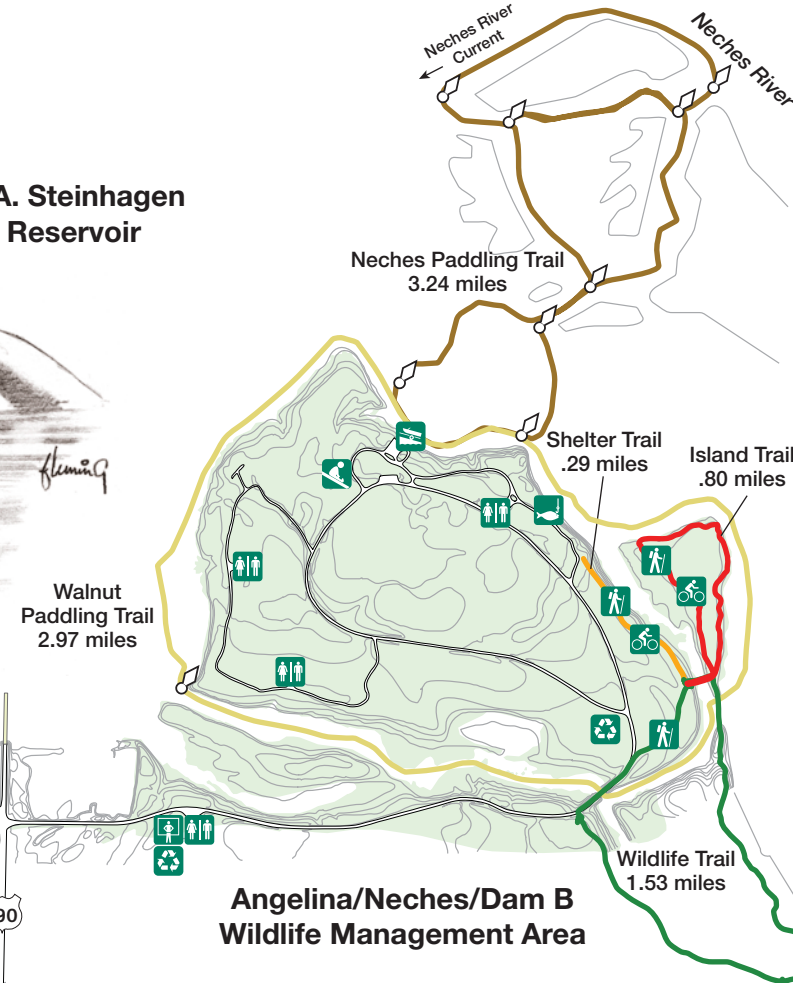 Neches River
Current
Neches River
A. Steinhagen
Reservoir
Neches Paddling Trail
3.24 miles
fleming
Shelter Trail
.29 miles
Island Trail
.80 miles
Walnut
Paddling Trail
2.97 miles
Wildlife Trail
1.53 miles
Angelina/Neches/Dam B
Wildlife Management Area
90